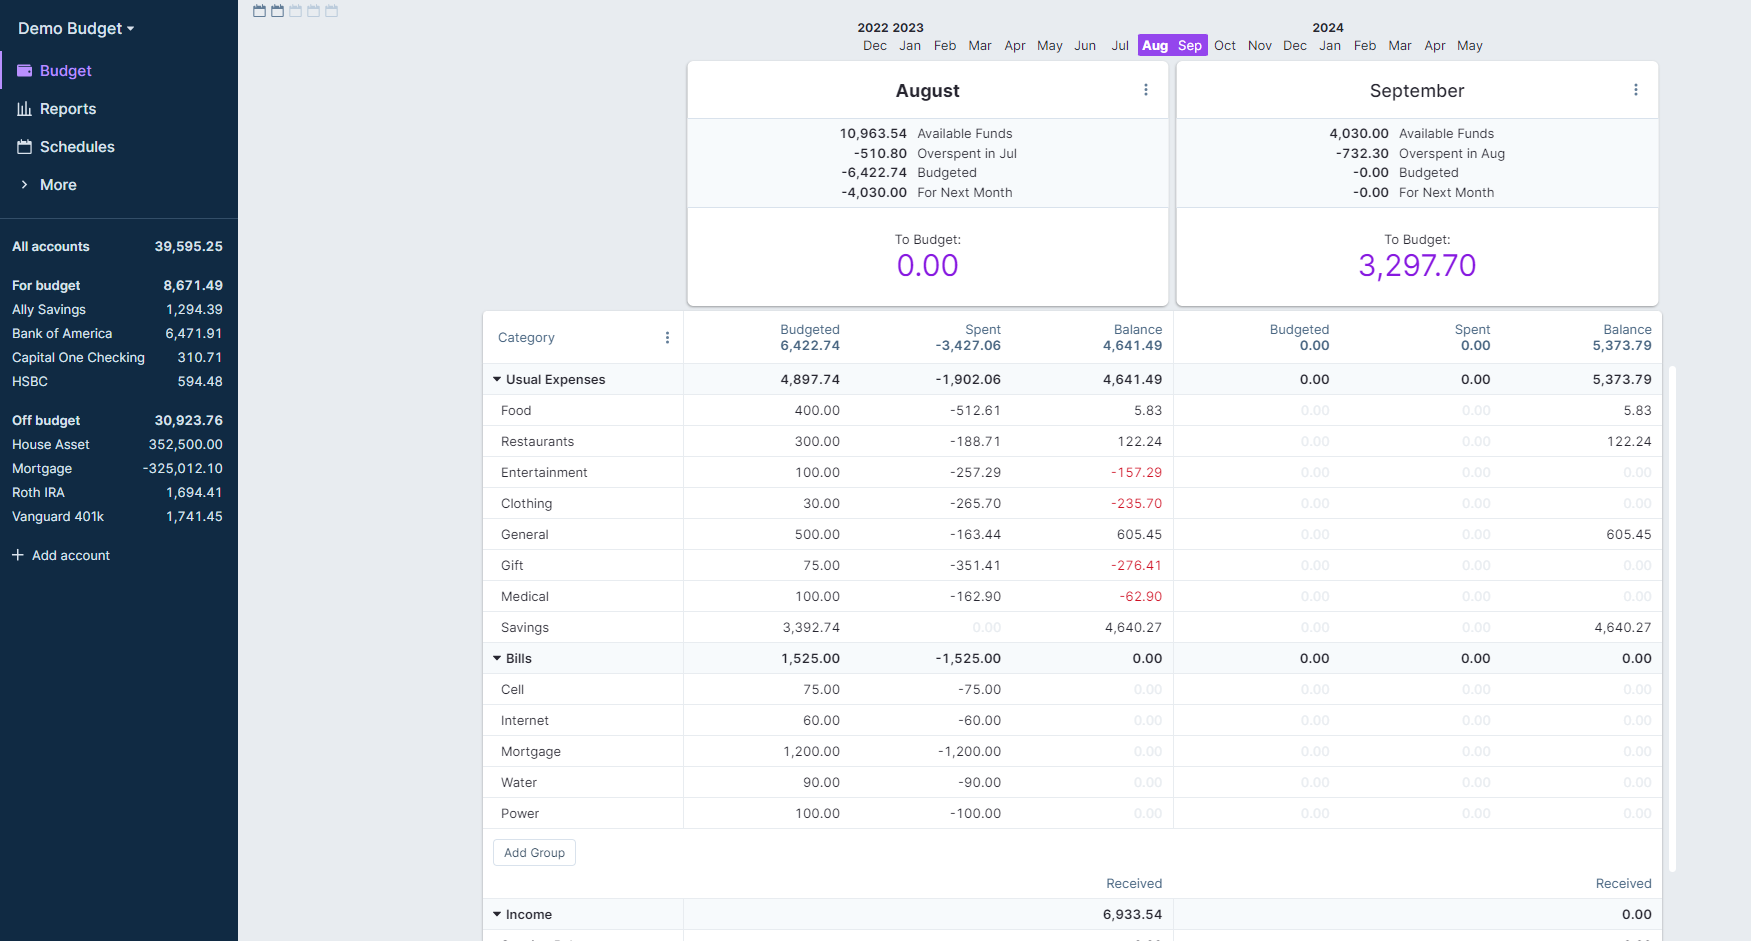 Demo Budget
Budget
Reports
Schedules
More
All accounts 39,595.25
For budget 8,671.49
Ally Savings 1,294.39
Bank of America 6,471.91
Capital One Checking 310.71
HSBC 594.48
Off budget 30,923.76
House Asset 352,500.00
Mortgage -325,012.10
Roth IRA 1,694.41
Vanguard 401k 1,741.45
Add account
2022 2023 2024
Dec Jan Feb Mar Apr May Jun Jul Aug Sep Oct Nov Dec Jan Feb Mar Apr May
August
10,963.54 Available Funds
-510.80 Overspent in Jul
-6,422.74 Budgeted
-4,030.00 For Next Month
To Budget:
0.00
September
4,030.00 Available Funds
-732.30 Overspent in Aug
-0.00 Budgeted
-0.00 For Next Month
To Budget:
3,297.70
Category Budgeted Spent Balance Budgeted Spent Balance
6,422.74 -3,427.06 4,641.49 0.00 0.00 5,373.79
Usual Expenses 4,897.74 -1,902.06 4,641.49 0.00 0.00 5,373.79
Food 400.00 -512.61 5.83 0.00 0.00 5.83
Restaurants 300.00 -188.71 122.24 0.00 0.00 122.24
Entertainment 100.00 -257.29 -157.29 0.00 0.00 0.00
Clothing 30.00 -265.70 -235.70 0.00 0.00 0.00
General 500.00 -163.44 605.45 0.00 0.00 605.45
Gift 75.00 -351.41 -276.41 0.00 0.00 0.00
Medical 100.00 -162.90 -62.90 0.00 0.00 0.00
Savings 3,392.74 0.00 4,640.27 0.00 0.00 4,640.27
Bills 1,525.00 -1,525.00 0.00 0.00 0.00 0.00
Cell 75.00 -75.00 0.00 0.00 0.00 0.00
Internet 60.00 -60.00 0.00 0.00 0.00 0.00
Mortgage 1,200.00 -1,200.00 0.00 0.00 0.00 0.00
Water 90.00 -90.00 0.00 0.00 0.00 0.00
Power 100.00 -100.00 0.00 0.00 0.00 0.00
Add Group
Received Received
Income 6,933.54 0.00